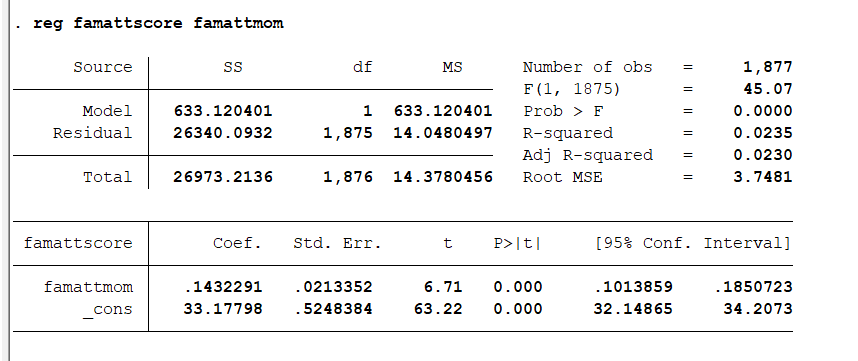 . reg famattscore famattmom
Source SS df MS Number of obs = 1,877
F(1, 1875) = 45.07
Model 633.120401 1 633.120401 Prob > F = 0.0000
Residual 26340.0932 1,875 14.0480497 R-squared = 0.0235
Adj R-squared = 0.0230
Total 26973.2136 1,876 14.3780456 Root MSE = 3.7481
famattscore Coef. Std. Err. t P>|t| [95% Conf. Interval]
famattmom .1432291 .0213352 6.71 0.000 .1013859 .1850723
_cons 33.17798 .5248384 63.22 0.000 32.14865 34.2073